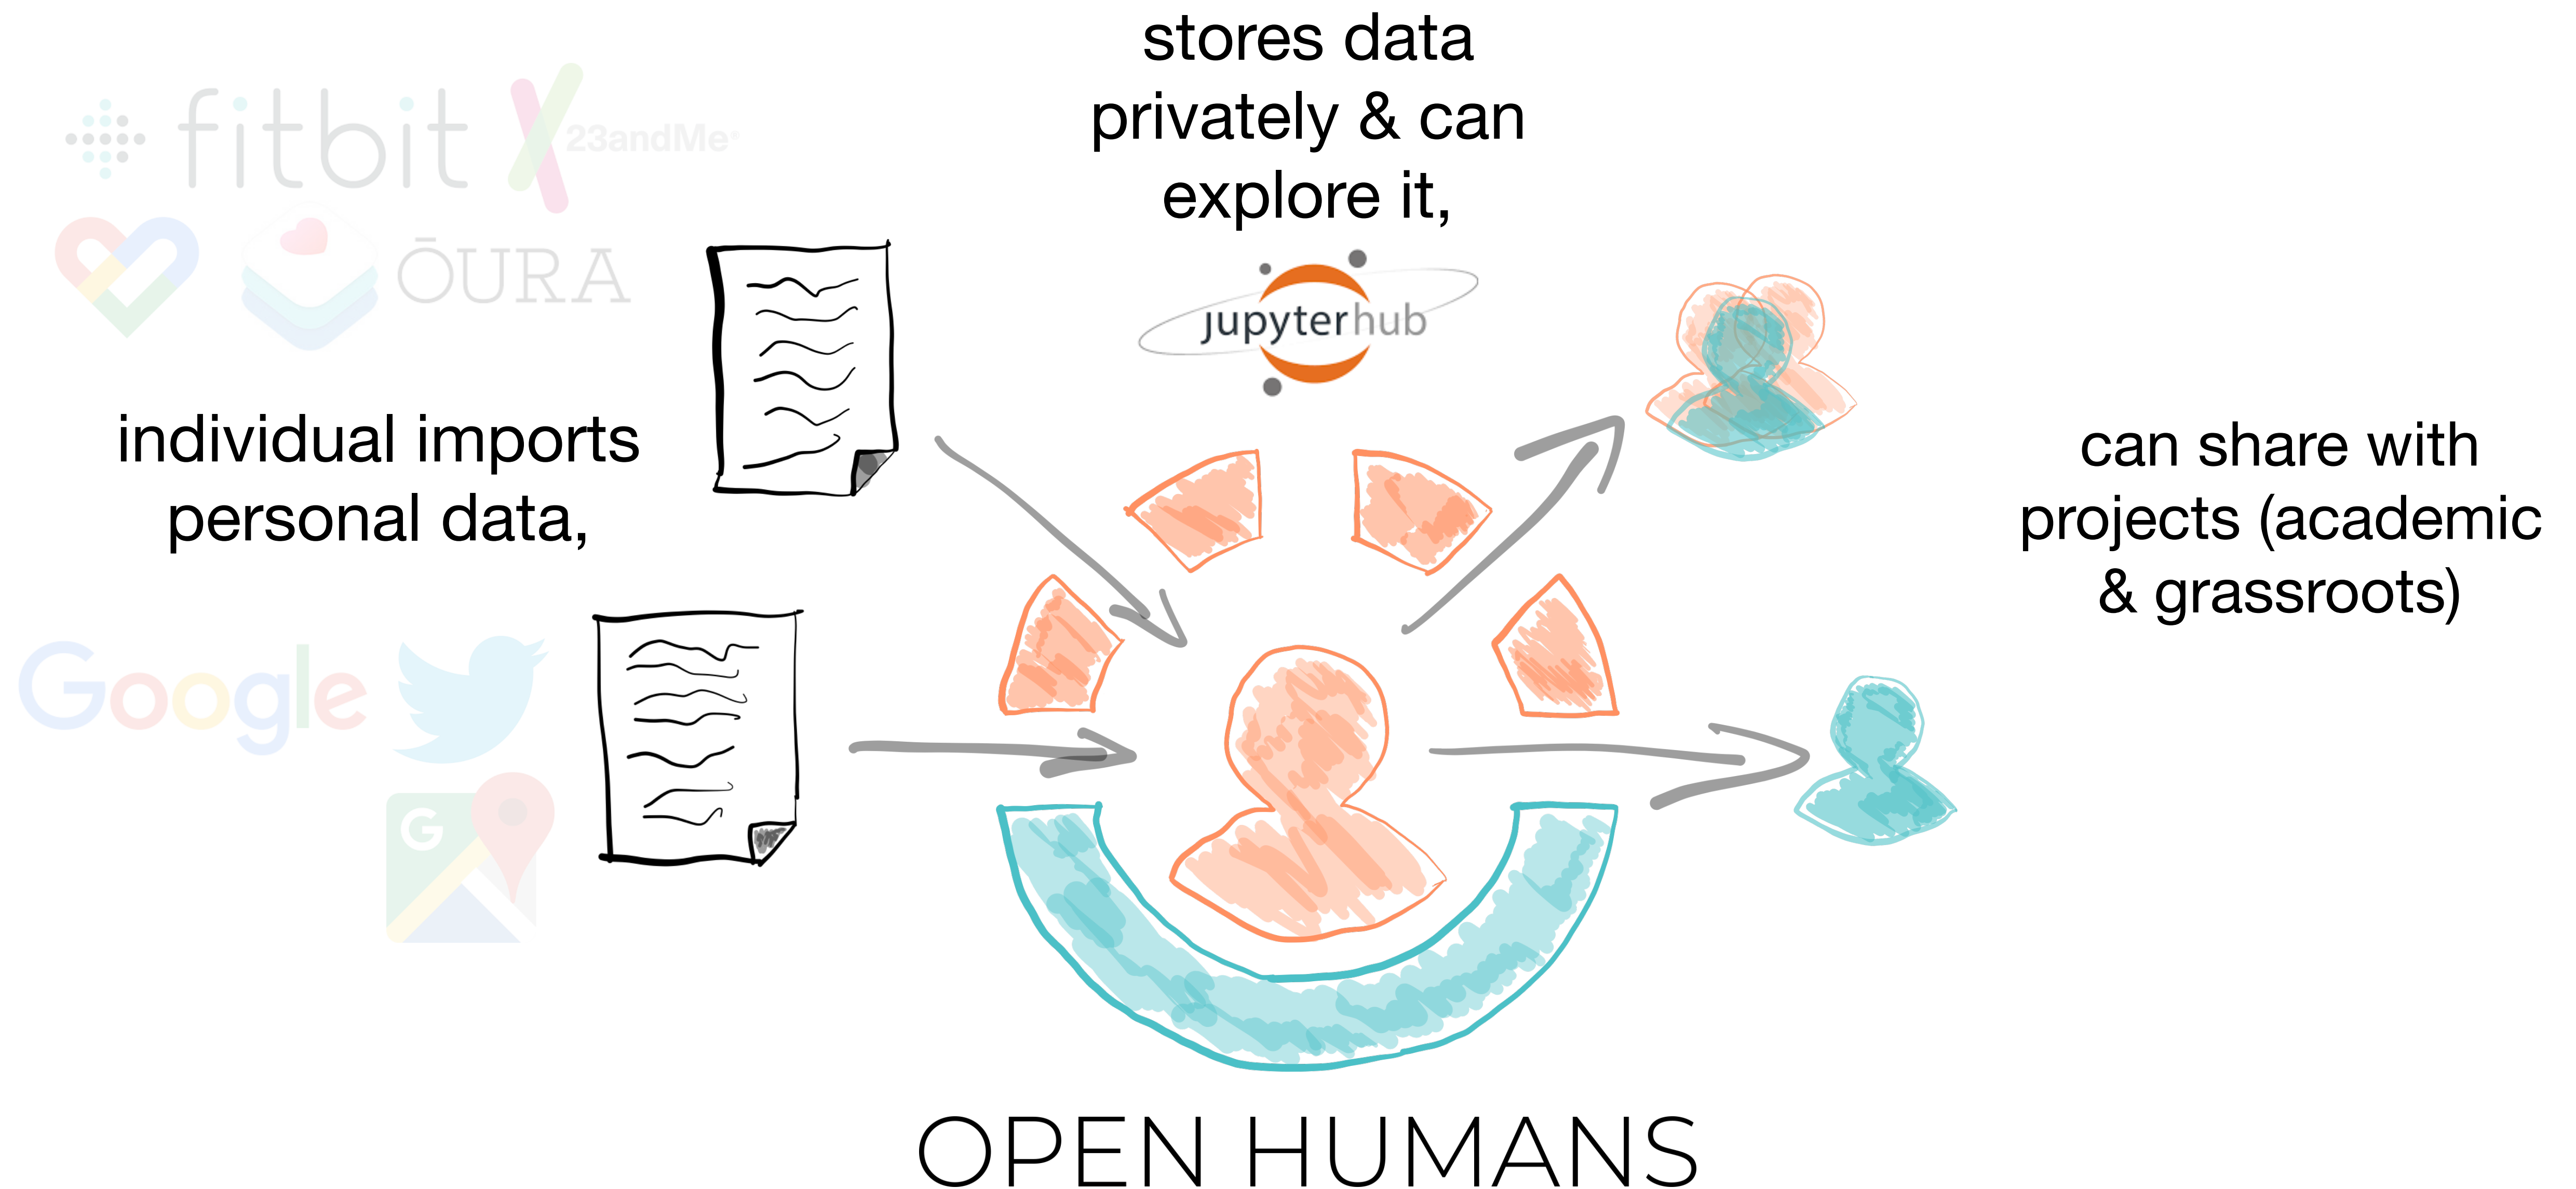 fitbit
23andMe®
ŌURA
individual imports
personal data,
Google
G
stores data
privately & can
explore it,
jupyterhub
can share with
projects (academic
& grassroots)
OPEN HUMANS